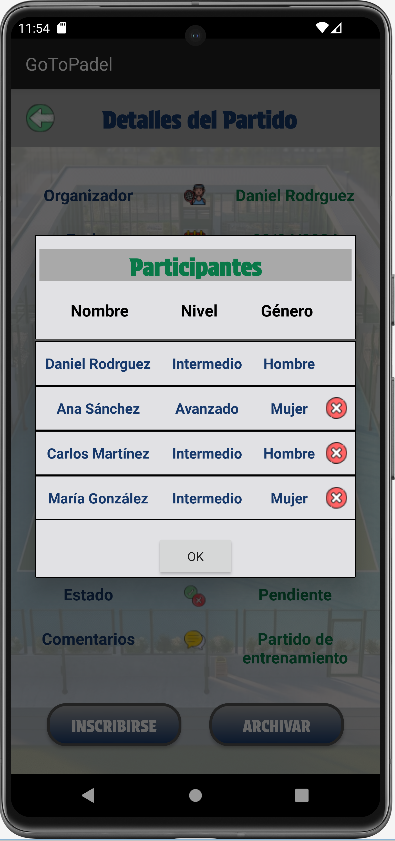 11:54
GoToPadel
Detalles del Partido
Organizador Daniel Rodrguez
Participantes
Nombre Nivel Género
Daniel Rodrguez Intermedio Hombre
Ana Sánchez Avanzado Mujer
Carlos Martínez Intermedio Hombre
María González Intermedio Mujer
OK
Estado Pendiente
Comentarios Partido de
entrenamiento
INSCRIBIRSE ARCHIVAR